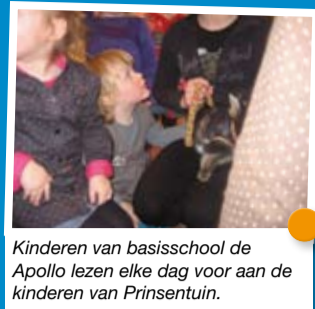 Kinderen van basisschool de
Apollo lezen elke dag voor aan de
kinderen van Prinsentuin.